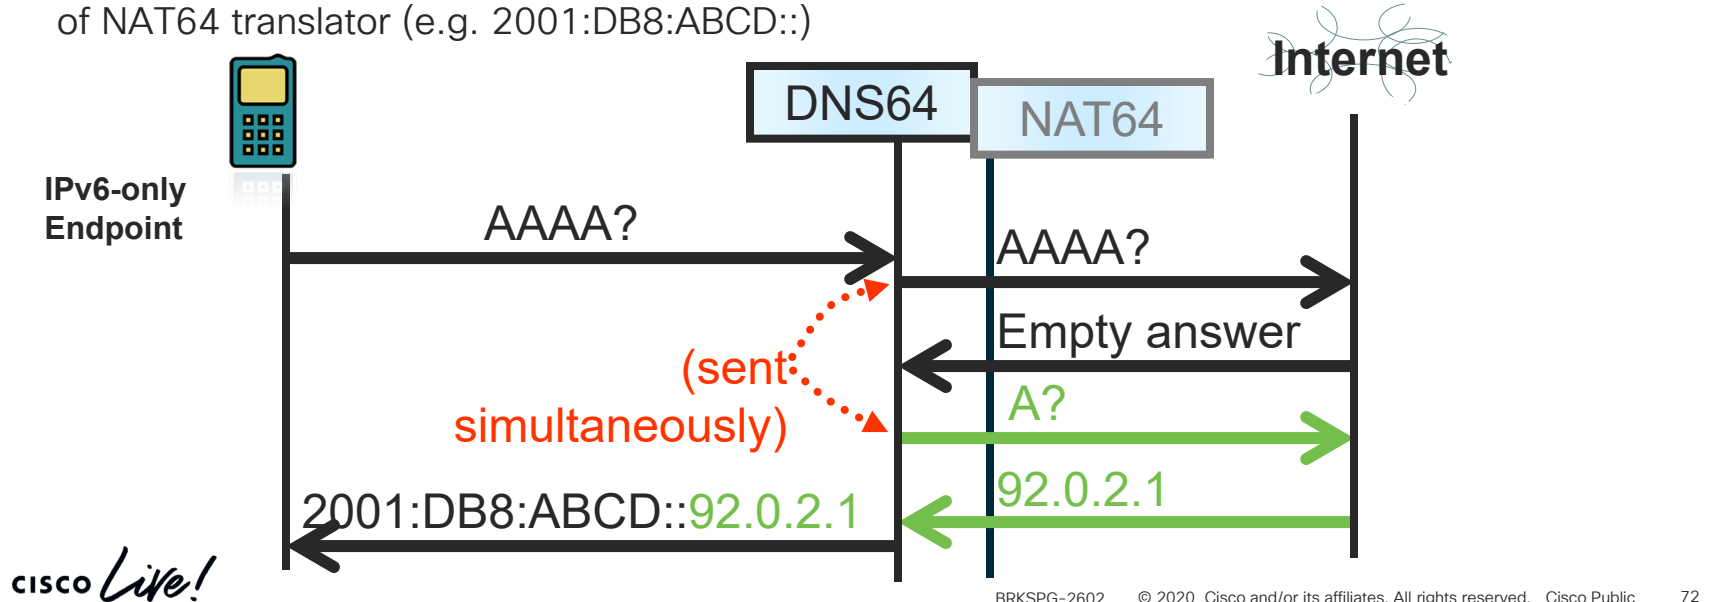 of NAT64 translator (e.g. 2001:DB8:ABCD::)
Internet
DNS64
NAT64
IPv6-only
Endpoint
AAAA?
AAAA?
Empty answer
(sent
simultaneously)
A?
92.0.2.1
2001:DB8:ABCD::92.0.2.1
CISCO Live!
BRKSPG-2602 © 2020 Cisco and/or its affiliates. All rights reserved. Cisco Public 72